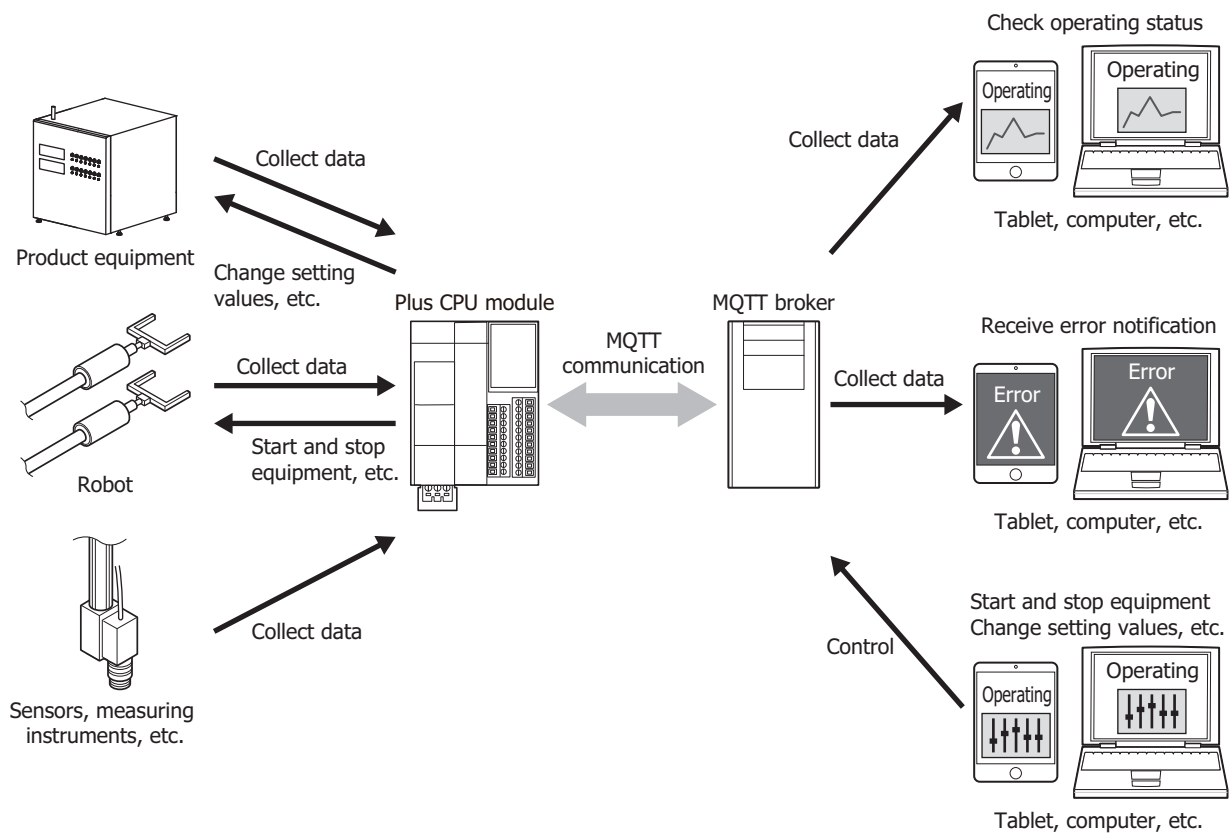 Check operating status
Operating
Operating
Collect data
Collect data
Tablet, computer, etc.
Product equipment
Change setting
values, etc.
Plus CPU module
MQTT broker
MQTT
communication
Receive error notification
Collect data
Collect data
Error
Error
Start and stop
equipment, etc.
Robot
Tablet, computer, etc.
Start and stop equipment
Change setting values, etc.
Collect data
Control
Operating
Operating
Sensors, measuring
instruments, etc.
Tablet, computer, etc.